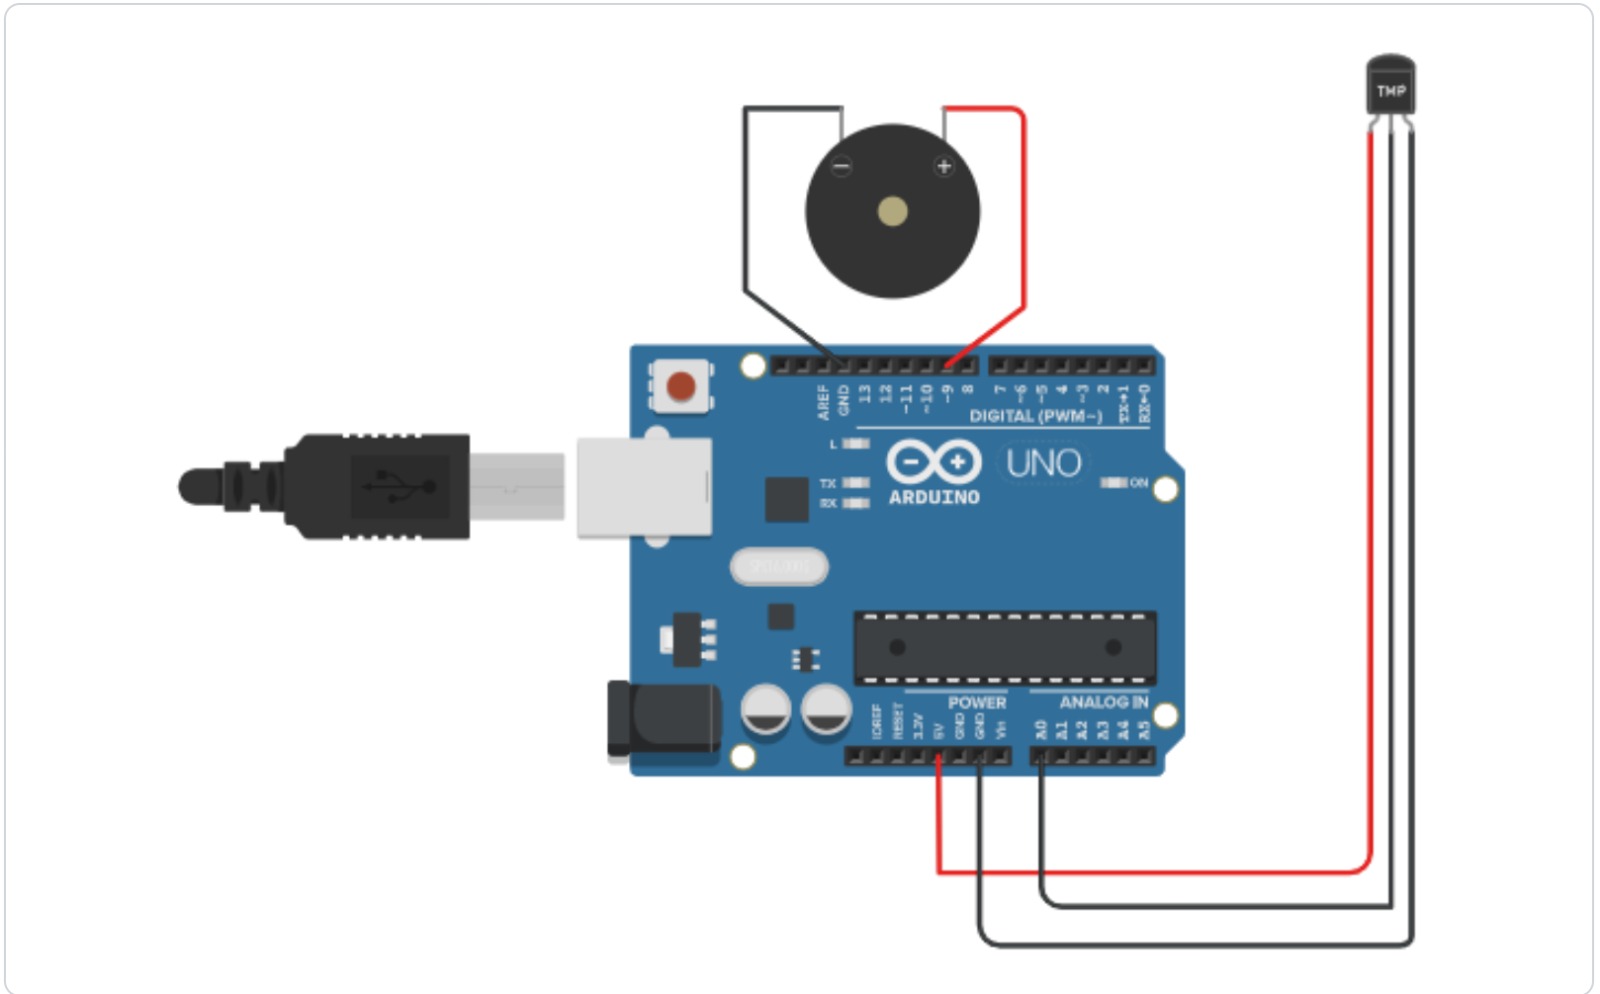 TMP
− +
AREF
GND
13
12
~11
~10
~9
8
7
~6
~5
4
~3
2
TX→1
RX←0
DIGITAL (PWM~)
L
TX
RX
ARDUINO
UNO
ON
POWER
ANALOG IN
IOREF
RESET
3.3V
5V
GND
GND
Vin
A0
A1
A2
A3
A4
A5